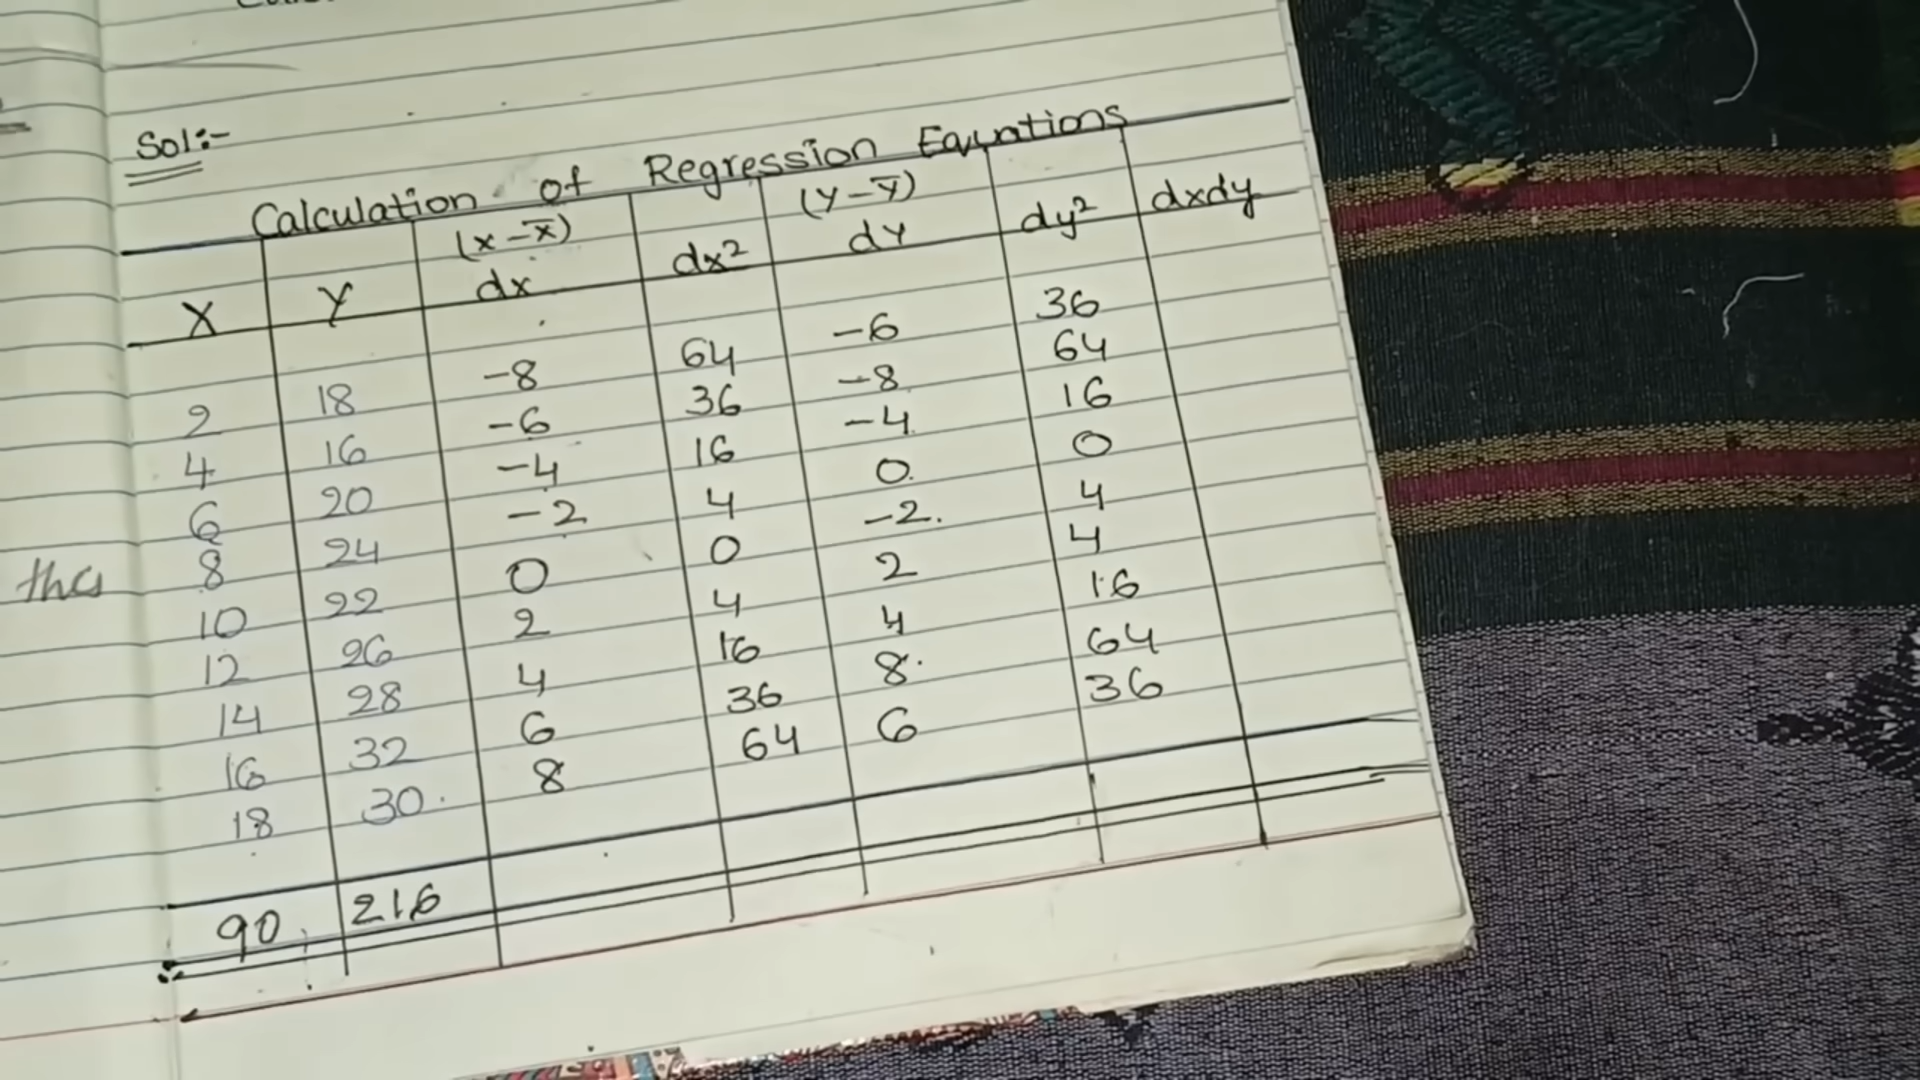 Sol:-
Calculation of Regression Equations
X Y (x-x̄) dx dx² (y-ȳ) dy dy² dxdy
2 18 -8 64 -6 36
4 16 -6 36 -8 64
6 20 -4 16 -4 16
8 24 -2 4 0 0
10 22 0 0 -2 4
12 26 2 4 2 4
14 28 4 16 4 16
16 32 6 36 8 64
18 30 8 64 6 36
90 216